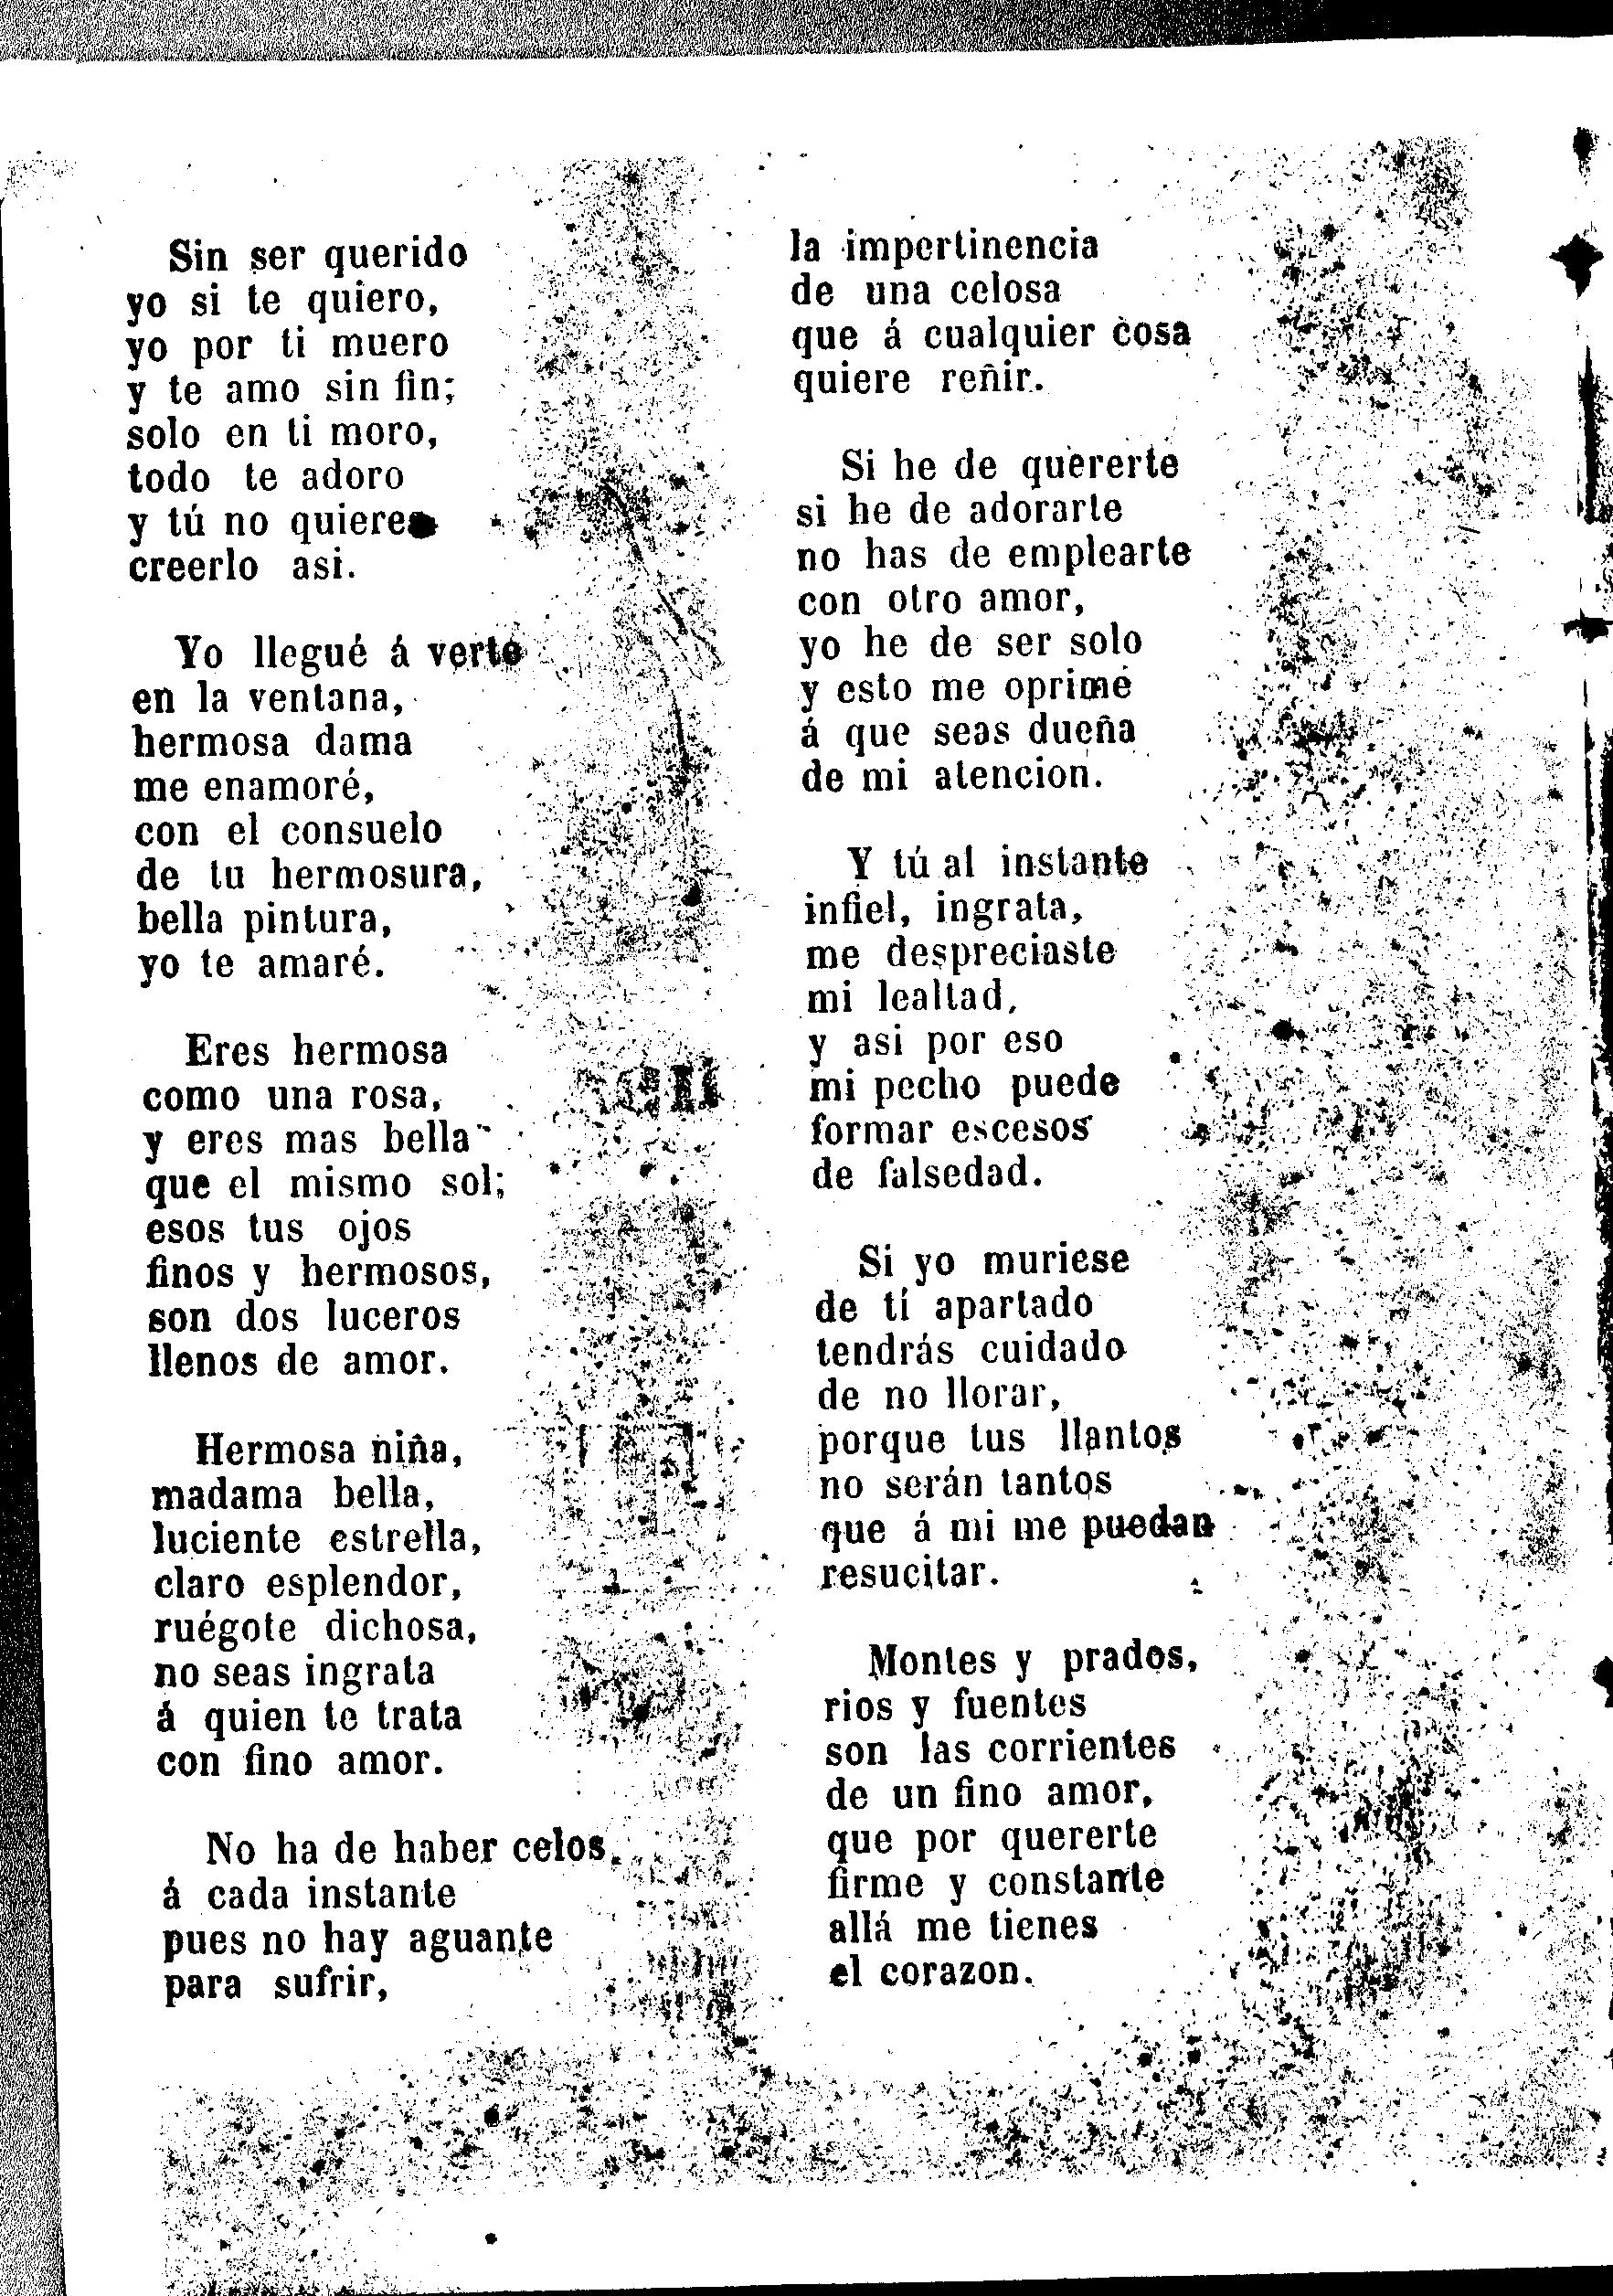 Sin ser querido
yo si te quiero,
yo por ti muero
y te amo sin fin;
solo en ti moro,
todo te adoro
y tú no quieres
creerlo asi.
Yo llegué á verte
en la ventana,
hermosa dama
me enamoré,
con el consuelo
de tu hermosura,
bella pintura,
yo te amaré.
Eres hermosa
como una rosa,
y eres mas bella
que el mismo sol;
esos tus ojos
finos y hermosos,
son dos luceros
llenos de amor.
Hermosa niña,
madama bella,
luciente estrella,
claro esplendor,
ruégote dichosa,
no seas ingrata
á quien te trata
con fino amor.
No ha de haber celos,
á cada instante
pues no hay aguante
para sufrir,
la impertinencia
de una celosa
que á cualquier cosa
quiere reñir.
Si he de quererte
si he de adorarte
no has de emplearte
con otro amor,
yo he de ser solo
y esto me oprime
á que seas dueña
de mi atencion.
Y tú al instante
infiel, ingrata,
me despreciaste
mi lealtad,
y asi por eso
mi pecho puede
formar escesos
de falsedad.
Si yo muriese
de tí apartado
tendrás cuidado
de no llorar,
porque tus llantos
no serán tantos
que á mi me puedan
resucitar.
Montes y prados,
rios y fuentes
son las corrientes
de un fino amor,
que por quererte
firme y constante
allá me tienes
el corazon.